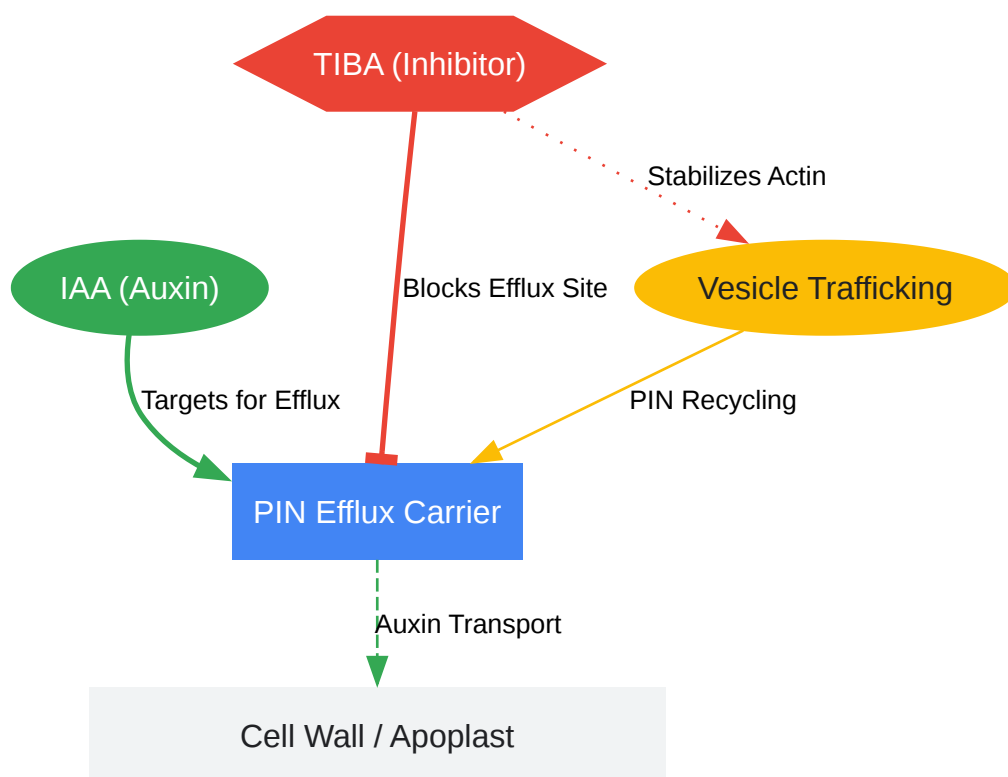 TIBA (Inhibitor)
Stabilizes Actin
IAA (Auxin)
Blocks Efflux Site
Vesicle Trafficking
Targets for Efflux
PIN Recycling
PIN Efflux Carrier
Auxin Transport
Cell Wall / Apoplast